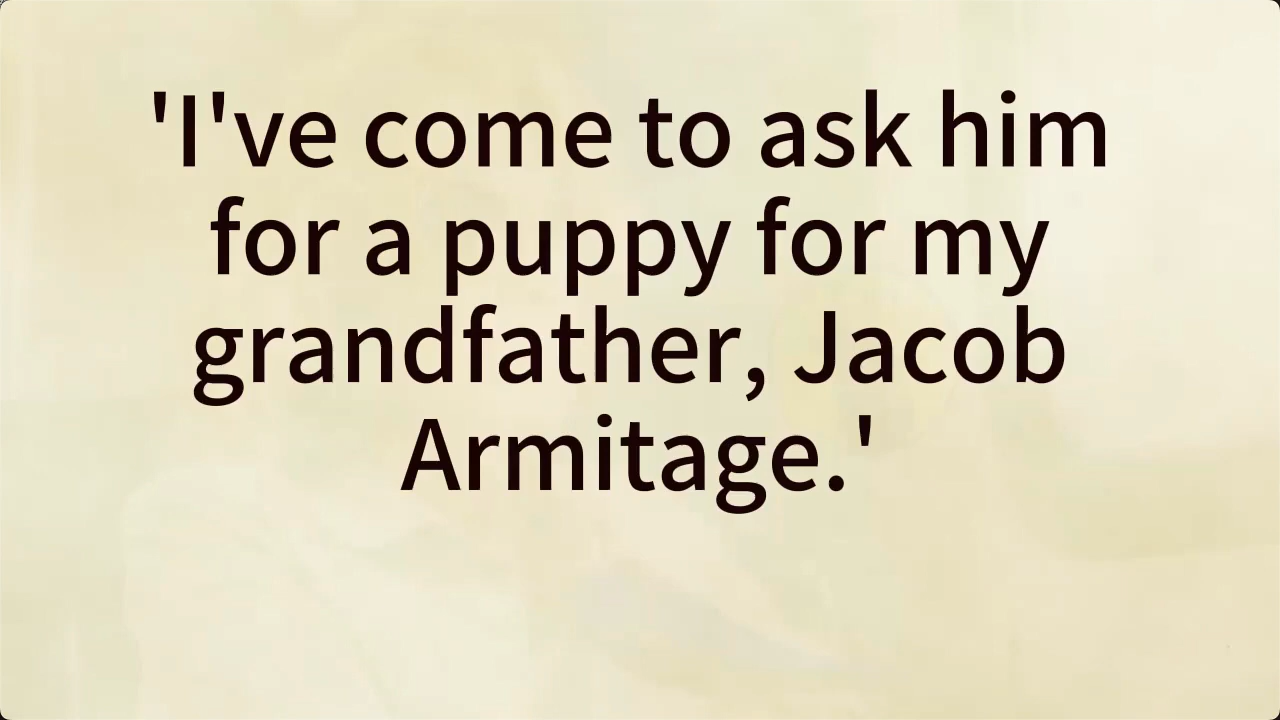 'I've come to ask him
for a puppy for my
grandfather, Jacob
Armitage.'